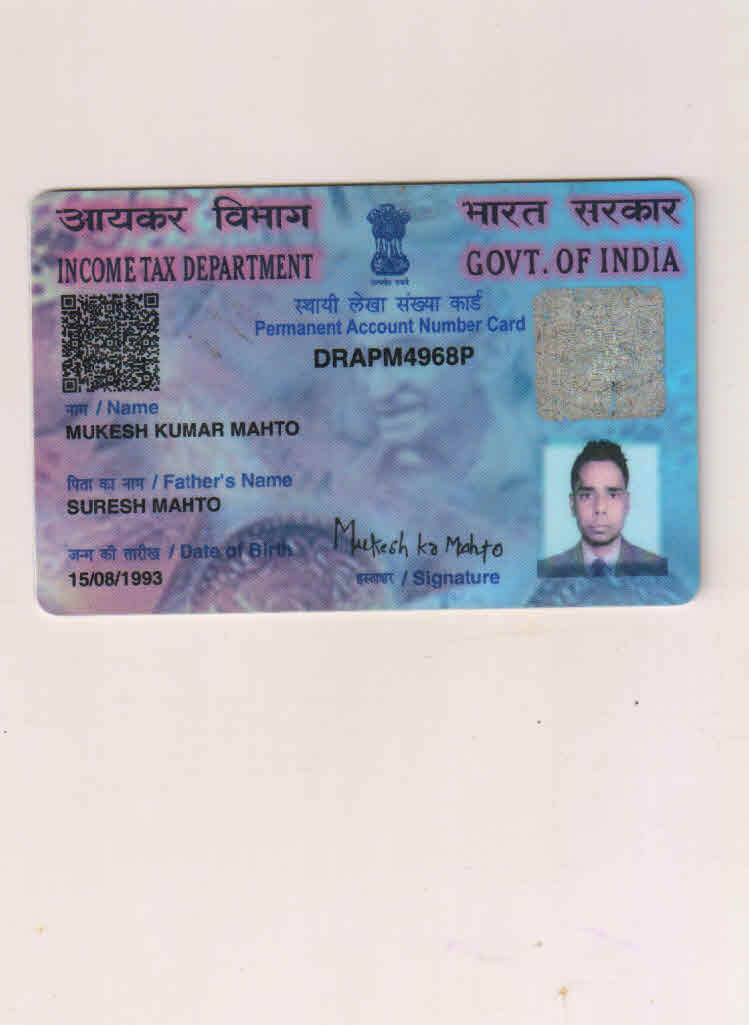 आयकर विभाग
INCOME TAX DEPARTMENT
भारत सरकार
GOVT. OF INDIA
सत्यमेव जयते
स्थायी लेखा संख्या कार्ड
Permanent Account Number Card
DRAPM4968P
नाम / Name
MUKESH KUMAR MAHTO
पिता का नाम / Father's Name
SURESH MAHTO
जन्म की तारीख / Date of Birth
15/08/1993
Mukesh ko Mahto
हस्ताक्षर / Signature